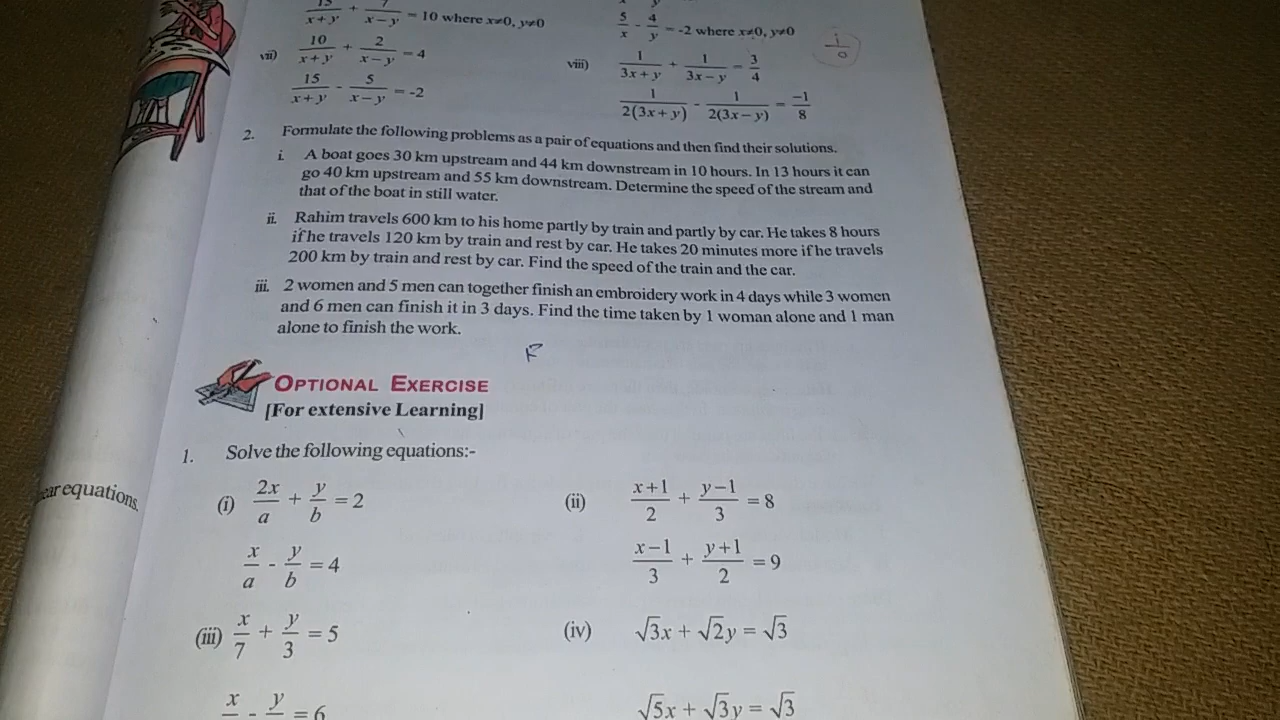 15/x+y + 7/x−y = 10 where x≠0, y≠0
5/x - 4/y = -2 where x≠0, y≠0
vii) 10/x+y + 2/x−y = 4
viii) 1/3x+y + 1/3x−y = 3/4
15/x+y - 5/x−y = -2
1/2(3x+y) - 1/2(3x−y) = −1/8
2. Formulate the following problems as a pair of equations and then find their solutions.
i. A boat goes 30 km upstream and 44 km downstream in 10 hours. In 13 hours it can
go 40 km upstream and 55 km downstream. Determine the speed of the stream and
that of the boat in still water.
ii. Rahim travels 600 km to his home partly by train and partly by car. He takes 8 hours
if he travels 120 km by train and rest by car. He takes 20 minutes more if he travels
200 km by train and rest by car. Find the speed of the train and the car.
iii. 2 women and 5 men can together finish an embroidery work in 4 days while 3 women
and 6 men can finish it in 3 days. Find the time taken by 1 woman alone and 1 man
alone to finish the work.
OPTIONAL EXERCISE
[For extensive Learning]
1. Solve the following equations:-
ear equations.
(i) 2x/a + y/b = 2
(ii) x+1/2 + y−1/3 = 8
x/a - y/b = 4
x−1/3 + y+1/2 = 9
(iii) x/7 + y/3 = 5
(iv) √3x + √2y = √3
x - y = 6
√5x + √3y = √3